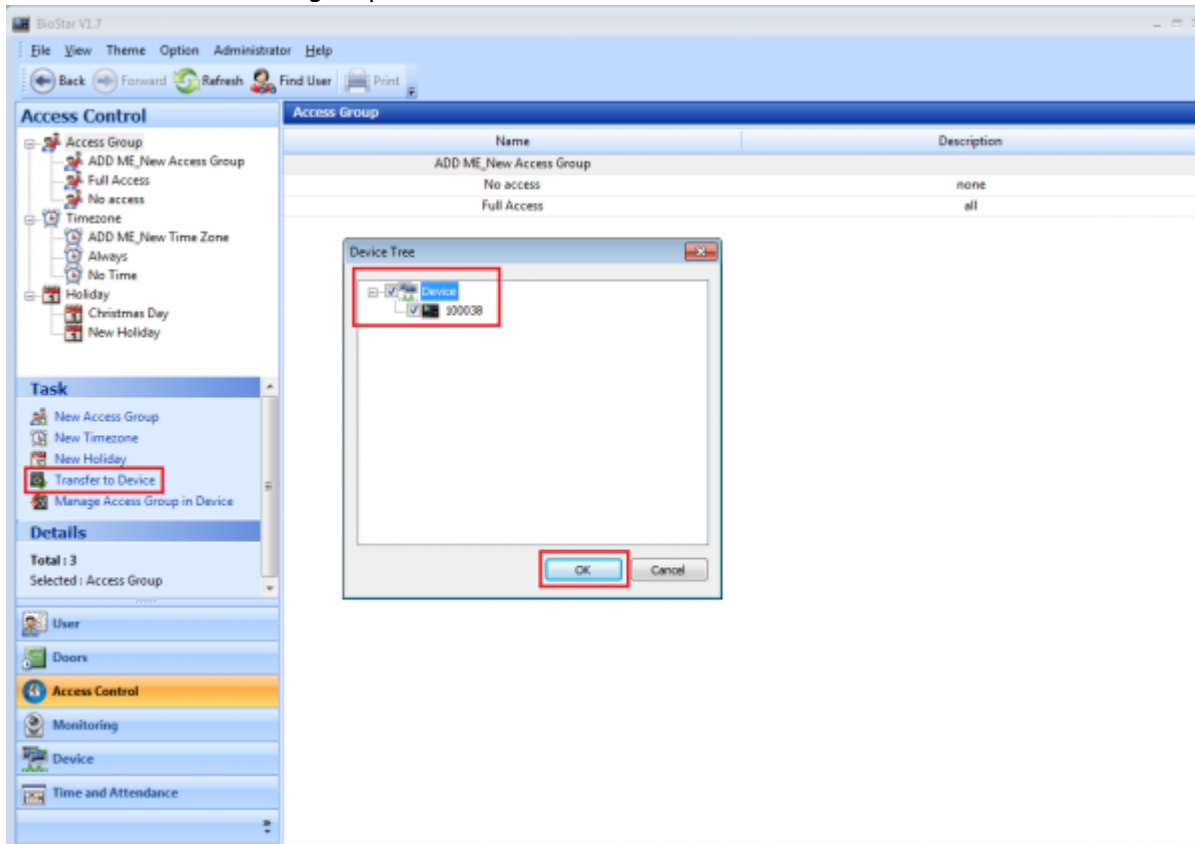 BioStar V1.7
File View Theme Option Administrator Help
Back Forward Refresh Find User Print
Access Control
Access Group
Access Group
ADD ME_New Access Group
Full Access
No access
Timezone
ADD ME_New Time Zone
Always
No Time
Holiday
Christmas Day
New Holiday
Name Description
ADD ME_New Access Group
No access none
Full Access all
Device Tree
Device
100038
OK Cancel
Task
New Access Group
New Timezone
New Holiday
Transfer to Device
Manage Access Group in Device
Details
Total : 3
Selected : Access Group
User
Doors
Access Control
Monitoring
Device
Time and Attendance